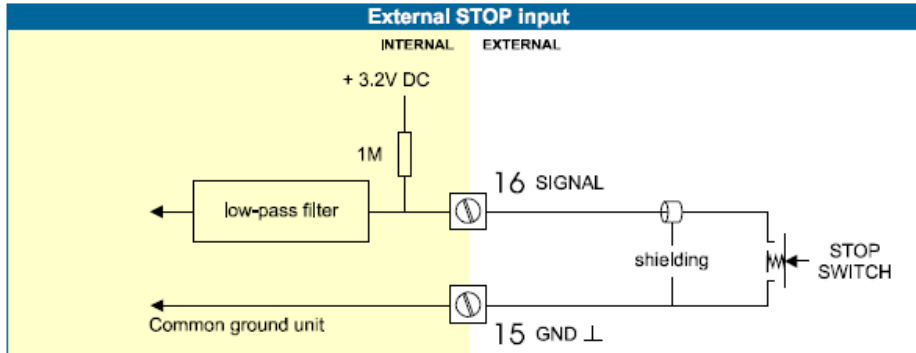 External STOP input
INTERNAL EXTERNAL
+ 3.2V DC
1M
16 SIGNAL
low-pass filter
shielding
STOP
SWITCH
Common ground unit
15 GND ⊥